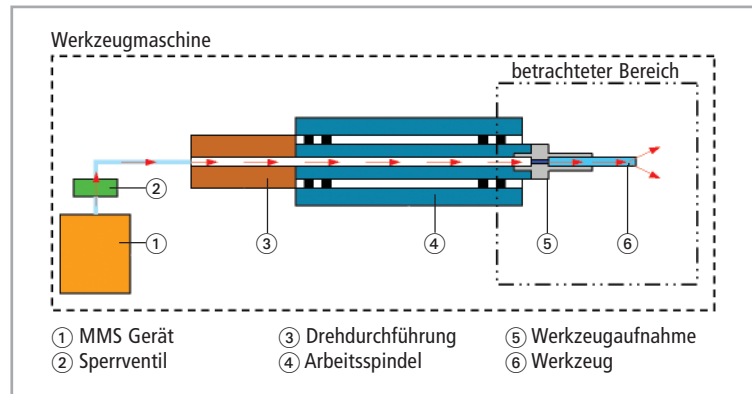 Werkzeugmaschine
betrachteter Bereich
2
1
3
4
5
6
1 MMS Gerät
3 Drehdurchführung
5 Werkzeugaufnahme
2 Sperrventil
4 Arbeitsspindel
6 Werkzeug